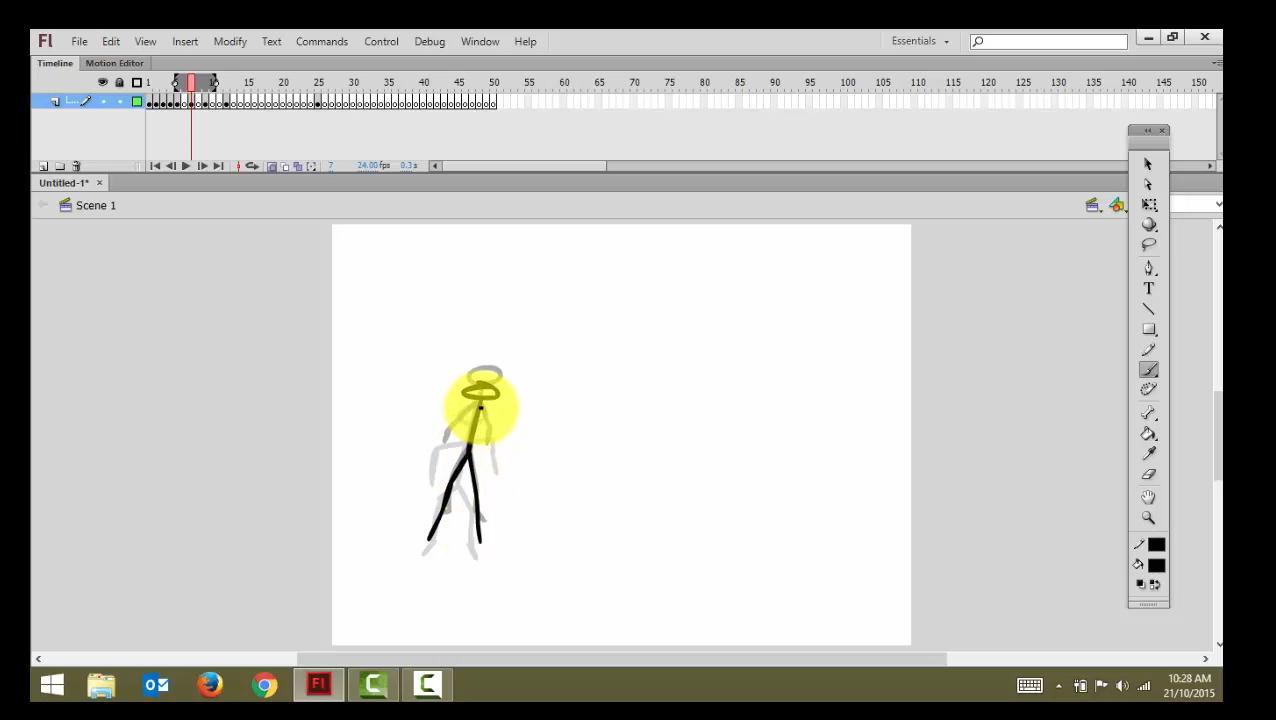 Fl File Edit View Insert Modify Text Commands Control Debug Window Help Essentials
Timeline Motion Editor
1 15 20 25 30 35 40 45 50 55 60 65 70 75 80 85 90 95 100 105 110 115 120 125 130 135 140 145 150
7 24.00 fps 0.3 s
Untitled-1* ×
Scene 1
T
Fl
10:28 AM
21/10/2015